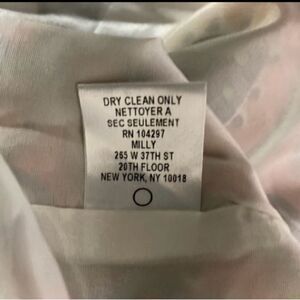 DRY CLEAN ONLY
NETTOYER A
SEC SEULEMENT
RN 104297
MILLY
265 W 37TH ST
20TH FLOOR
NEW YORK, NY 10018